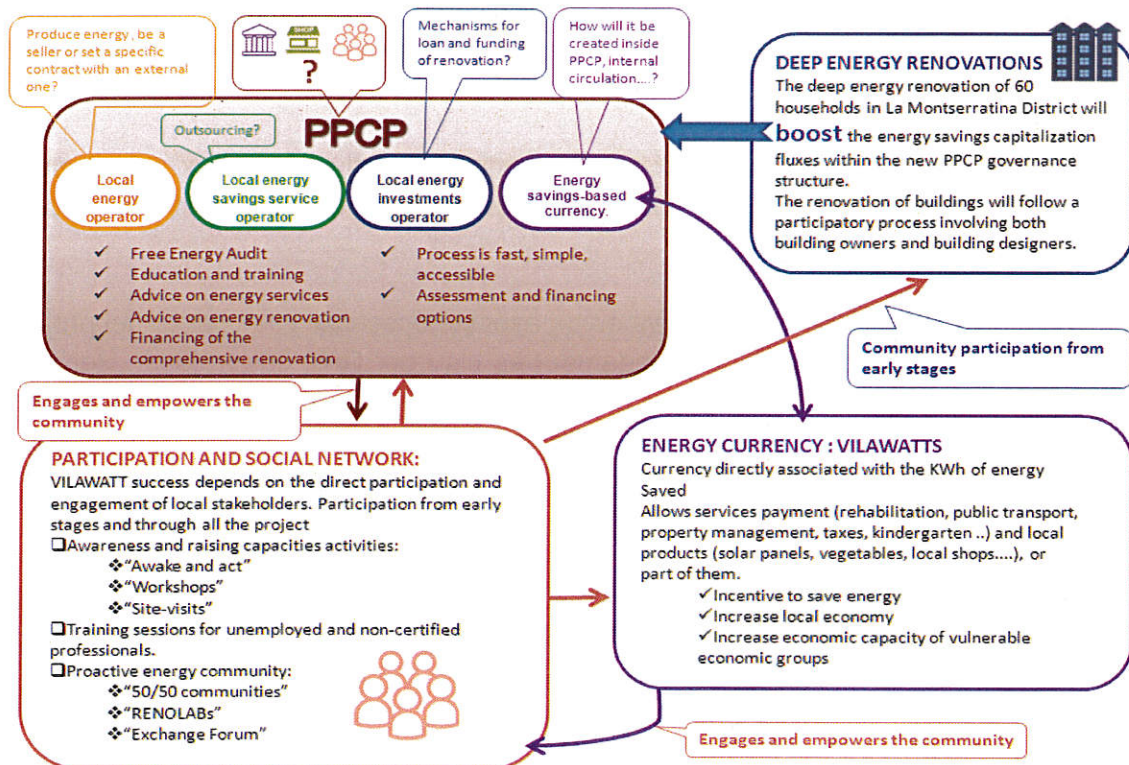 Produce energy, be a
seller or set a specific
contract with an external
one?
SHOP
?
Mechanisms for
loan and funding
of renovation?
How will it be
created inside
PPCP, internal
circulation....?
Outsourcing?
PPCP
Local
energy
operator
Local energy
savings service
operator
Local energy
investments
operator
Energy
savings-based
currency.
✓ Free Energy Audit
✓ Education and training
✓ Advice on energy services
✓ Advice on energy renovation
✓ Financing of the
comprehensive renovation
✓ Process is fast, simple,
accessible
✓ Assessment and financing
options
DEEP ENERGY RENOVATIONS
The deep energy renovation of 60
households in La Montserratina District will
boost the energy savings capitalization
fluxes within the new PPCP governance
structure.
The renovation of buildings will follow a
participatory process involving both
building owners and building designers.
Community participation from
early stages
Engages and empowers the
community
PARTICIPATION AND SOCIAL NETWORK:
VILAWATT success depends on the direct participation and
engagement of local stakeholders. Participation from early
stages and through all the project
❑Awareness and raising capacities activities:
❖"Awake and act"
❖"Workshops"
❖"Site-visits"
❑Training sessions for unemployed and non-certified
professionals.
❑Proactive energy community:
❖"50/50 communities"
❖"RENOLABs"
❖"Exchange Forum"
ENERGY CURRENCY : VILAWATTS
Currency directly associated with the KWh of energy
Saved
Allows services payment (rehabilitation, public transport,
property management, taxes, kindergarten ..) and local
products (solar panels, vegetables, local shops....), or
part of them.
✓Incentive to save energy
✓Increase local economy
✓Increase economic capacity of vulnerable
economic groups
Engages and empowers the community